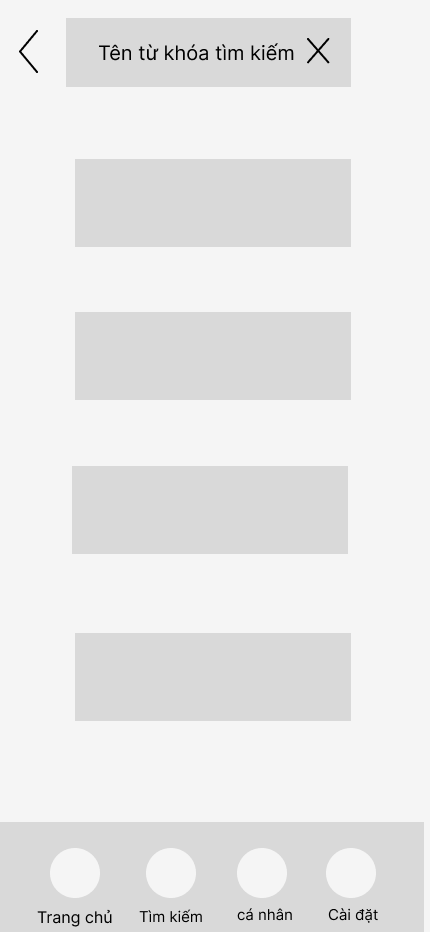 Tên từ khóa tìm kiếm
Trang chủ
Tìm kiếm
cá nhân
Cài đặt